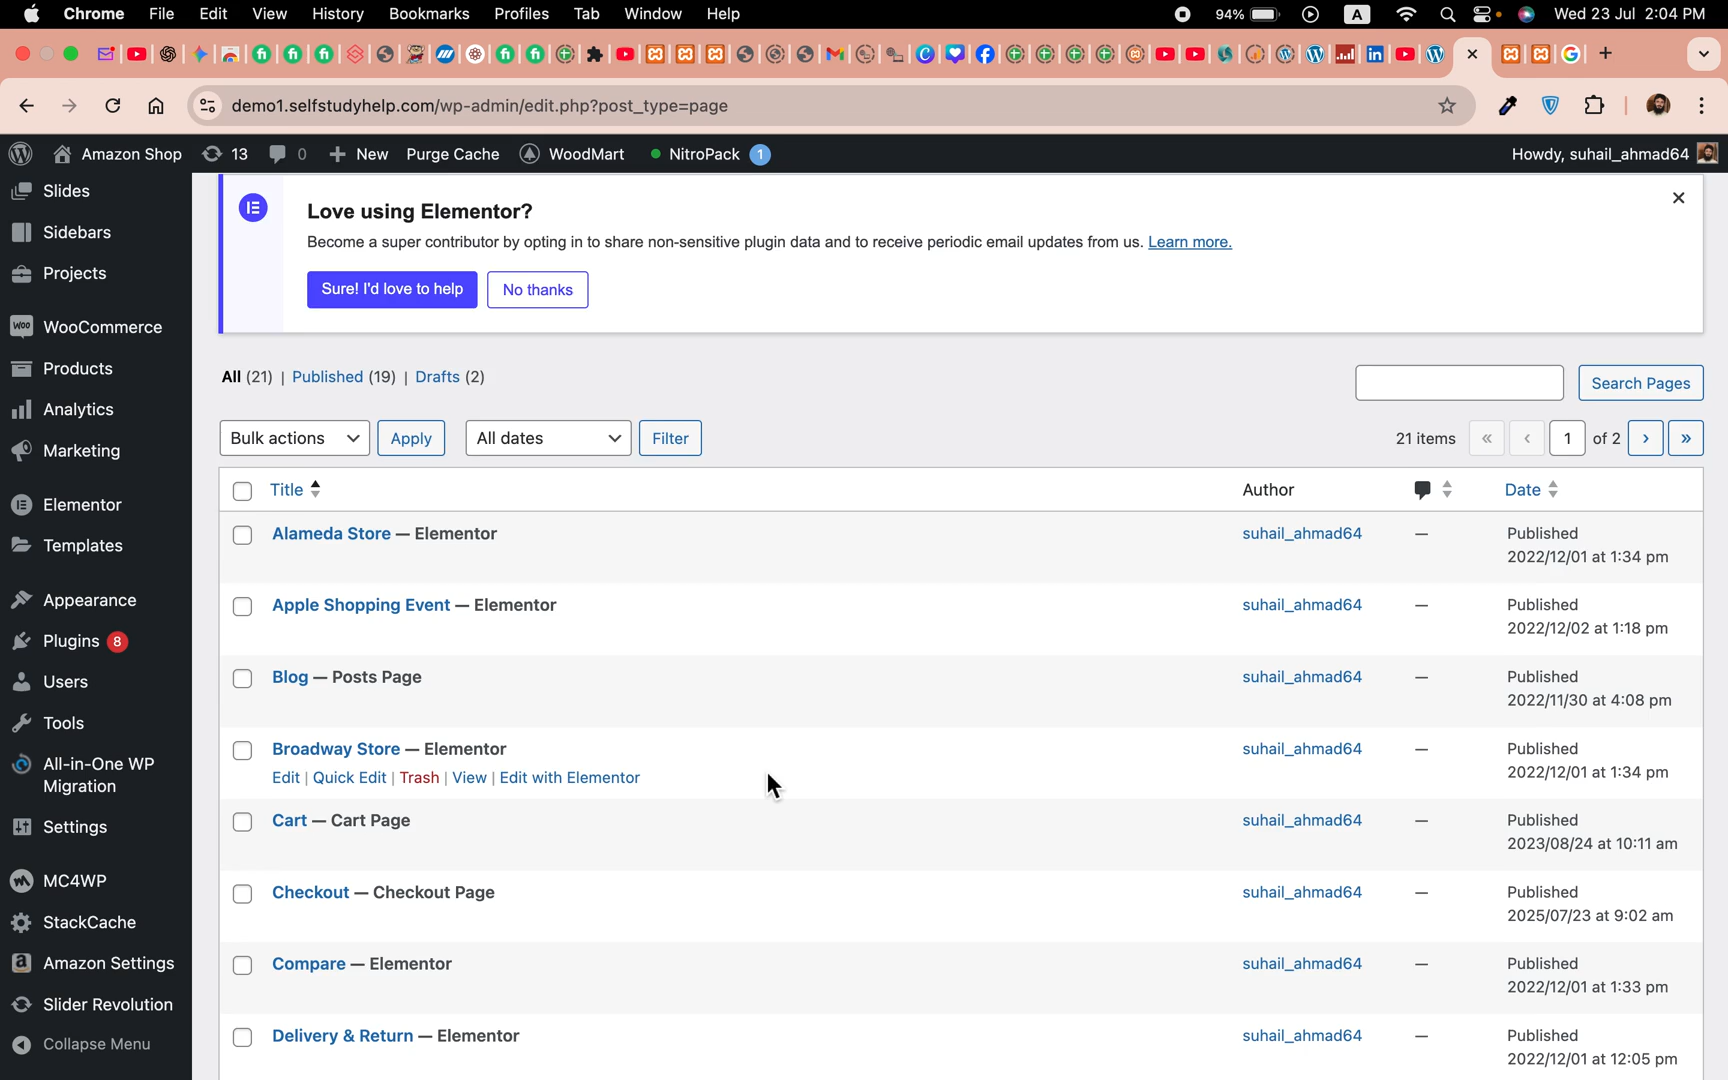 Chrome File Edit View History Bookmarks Profiles Tab Window Help 94% A Wed 23 Jul 2:04 PM
demo1.selfstudyhelp.com/wp-admin/edit.php?post_type=page
Amazon Shop 13 0 New Purge Cache WoodMart NitroPack 1 Howdy, suhail_ahmad64
Slides
Sidebars
Projects
WooCommerce
Products
Analytics
Marketing
Elementor
Templates
Appearance
Plugins 8
Users
Tools
All-in-One WP
Migration
Settings
MC4WP
StackCache
Amazon Settings
Slider Revolution
Collapse Menu
Love using Elementor?
Become a super contributor by opting in to share non-sensitive plugin data and to receive periodic email updates from us. Learn more.
Sure! I'd love to help No thanks
All (21) | Published (19) | Drafts (2) Search Pages
Bulk actions Apply All dates Filter 21 items « ‹ 1 of 2 › »
Title Author Date
Alameda Store — Elementor suhail_ahmad64 — Published
2022/12/01 at 1:34 pm
Apple Shopping Event — Elementor suhail_ahmad64 — Published
2022/12/02 at 1:18 pm
Blog — Posts Page suhail_ahmad64 — Published
2022/11/30 at 4:08 pm
Broadway Store — Elementor suhail_ahmad64 — Published
Edit | Quick Edit | Trash | View | Edit with Elementor 2022/12/01 at 1:34 pm
Cart — Cart Page suhail_ahmad64 — Published
2023/08/24 at 10:11 am
Checkout — Checkout Page suhail_ahmad64 — Published
2025/07/23 at 9:02 am
Compare — Elementor suhail_ahmad64 — Published
2022/12/01 at 1:33 pm
Delivery & Return — Elementor suhail_ahmad64 — Published
2022/12/01 at 12:05 pm